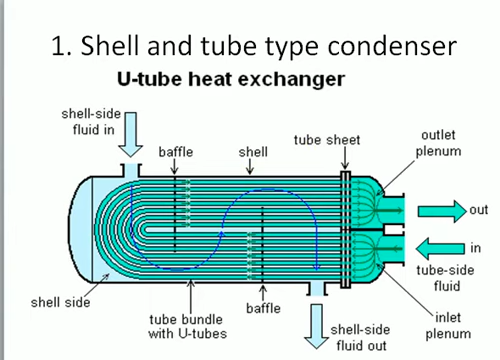 1. Shell and tube type condenser
U-tube heat exchanger
shell-side
fluid in
baffle
shell
tube sheet
outlet
plenum
out
in
tube-side
fluid
shell side
tube bundle
with U-tubes
baffle
shell-side
fluid out
inlet
plenum